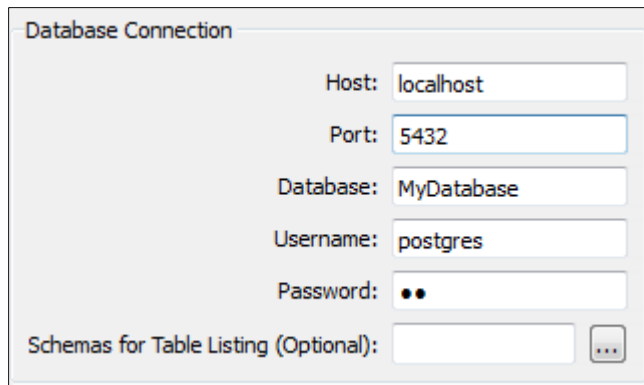 Database Connection
Host: localhost
Port: 5432
Database: MyDatabase
Username: postgres
Password: ●●
Schemas for Table Listing (Optional): ...